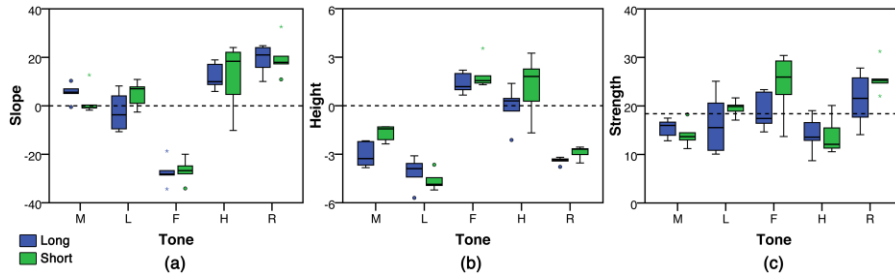 40
20
0
-20
-40
Slope
M L F H R
Tone
(a)
Long
Short
6
3
0
-3
-6
Height
M L F H R
Tone
(b)
40
30
20
10
0
Strength
M L F H R
Tone
(c)